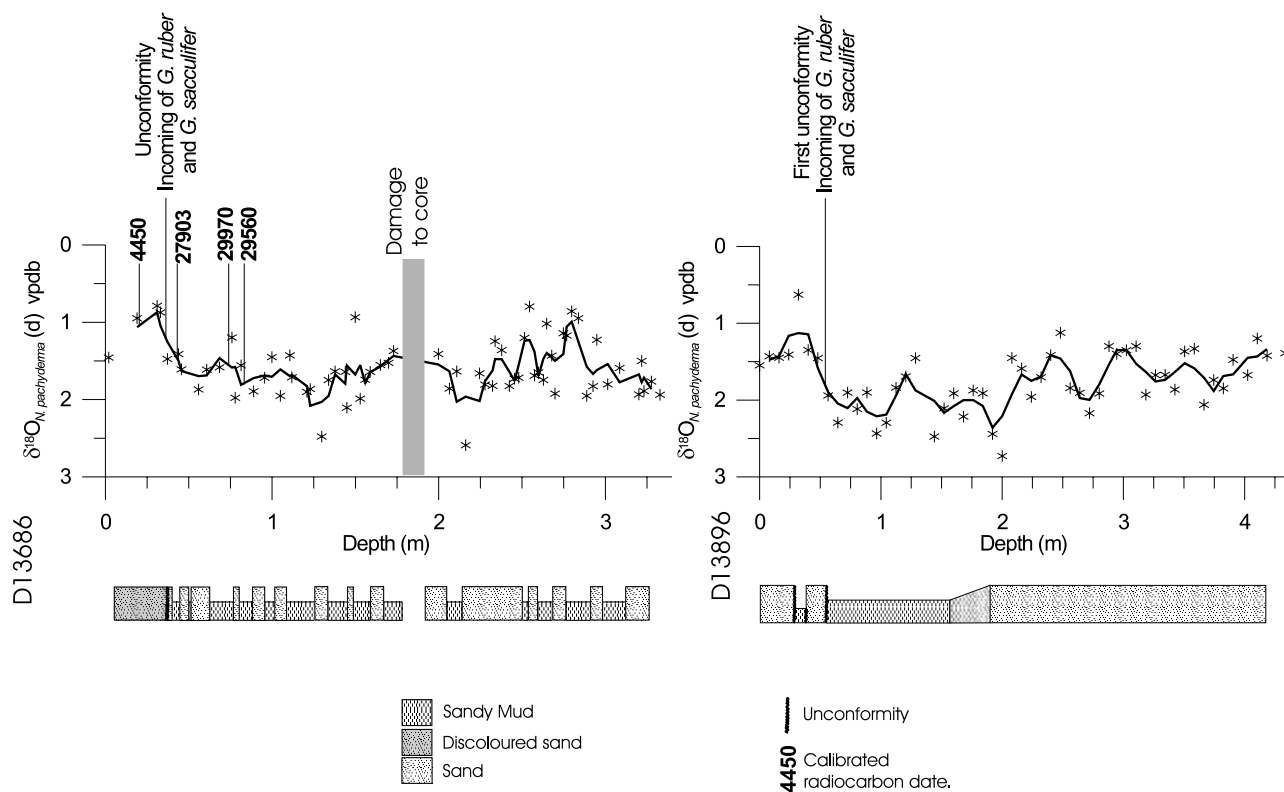 Unconformity
Incoming of G. ruber
and G. sacculifer
4450
27903
29970
29560
Damage
to core
δ¹⁸O N. pachyderma (d) vpdb
0
1
2
3
0
1
2
3
Depth (m)
D13686
First unconformity
Incoming of G. ruber
and G. sacculifer
δ¹⁸O N. pachyderma (d) vpdb
0
1
2
3
0
1
2
3
4
Depth (m)
D13896
Sandy Mud
Discoloured sand
Sand
Unconformity
4450 Calibrated
radiocarbon date.